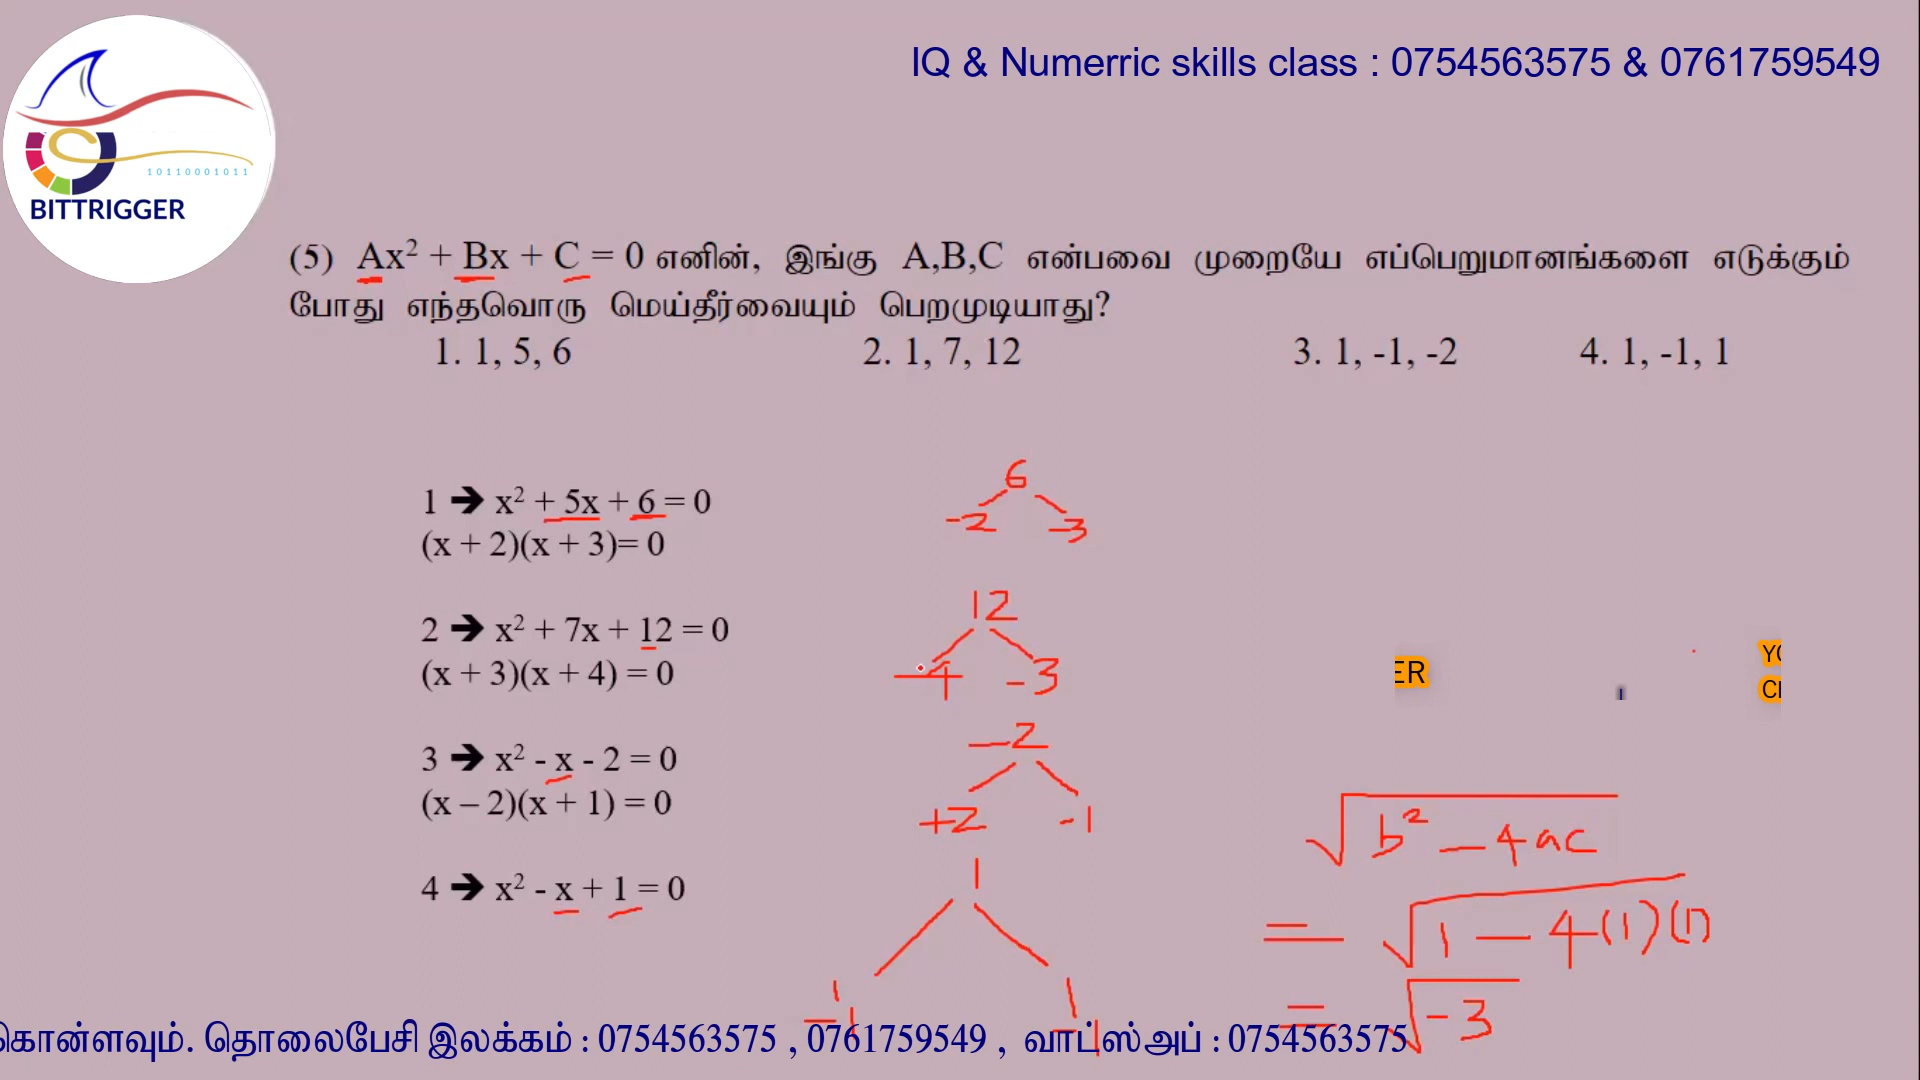 IQ & Numerric skills class : 0754563575 & 0761759549
10110001011
BITTRIGGER
(5) Ax² + Bx + C = 0 எனின், இங்கு A,B,C என்பவை முறையே எப்பெறுமானங்களை எடுக்கும்
போது எந்தவொரு மெய்தீர்வையும் பெறமுடியாது?
1. 1, 5, 6 2. 1, 7, 12 3. 1, -1, -2 4. 1, -1, 1
6
1 ➔ x² + 5x + 6 = 0 -2 -3
(x + 2)(x + 3)= 0
12
2 ➔ x² + 7x + 12 = 0
(x + 3)(x + 4) = 0 -4 -3
ER
-2
3 ➔ x² - x - 2 = 0
(x – 2)(x + 1) = 0 +2 -1
√b² - 4ac
1
4 ➔ x² - x + 1 = 0
= √1 - 4(1)(1)
= √-3
கொள்ளவும். தொலைபேசி இலக்கம் : 0754563575 , 0761759549 , வாட்ஸ்அப் : 0754563575